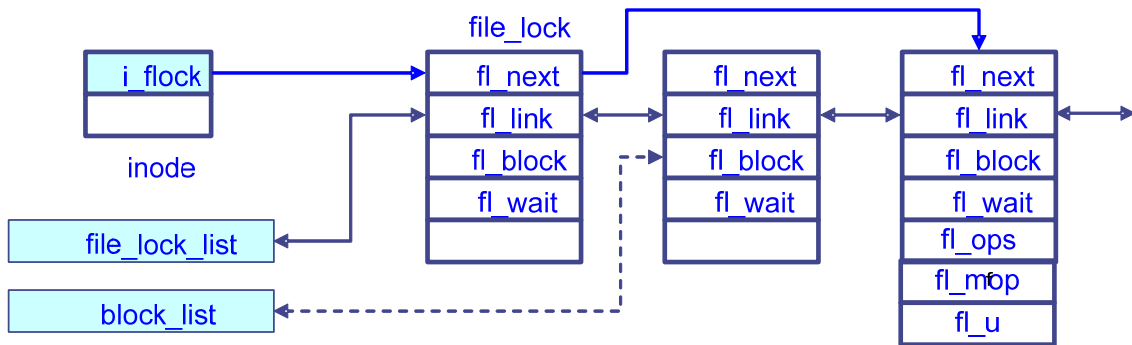 file_lock
i_flock
fl_next
fl_next
fl_next
fl_link
fl_link
fl_link
inode
fl_block
fl_block
fl_block
fl_wait
fl_wait
fl_wait
file_lock_list
fl_ops
fl_mop
f
block_list
fl_u